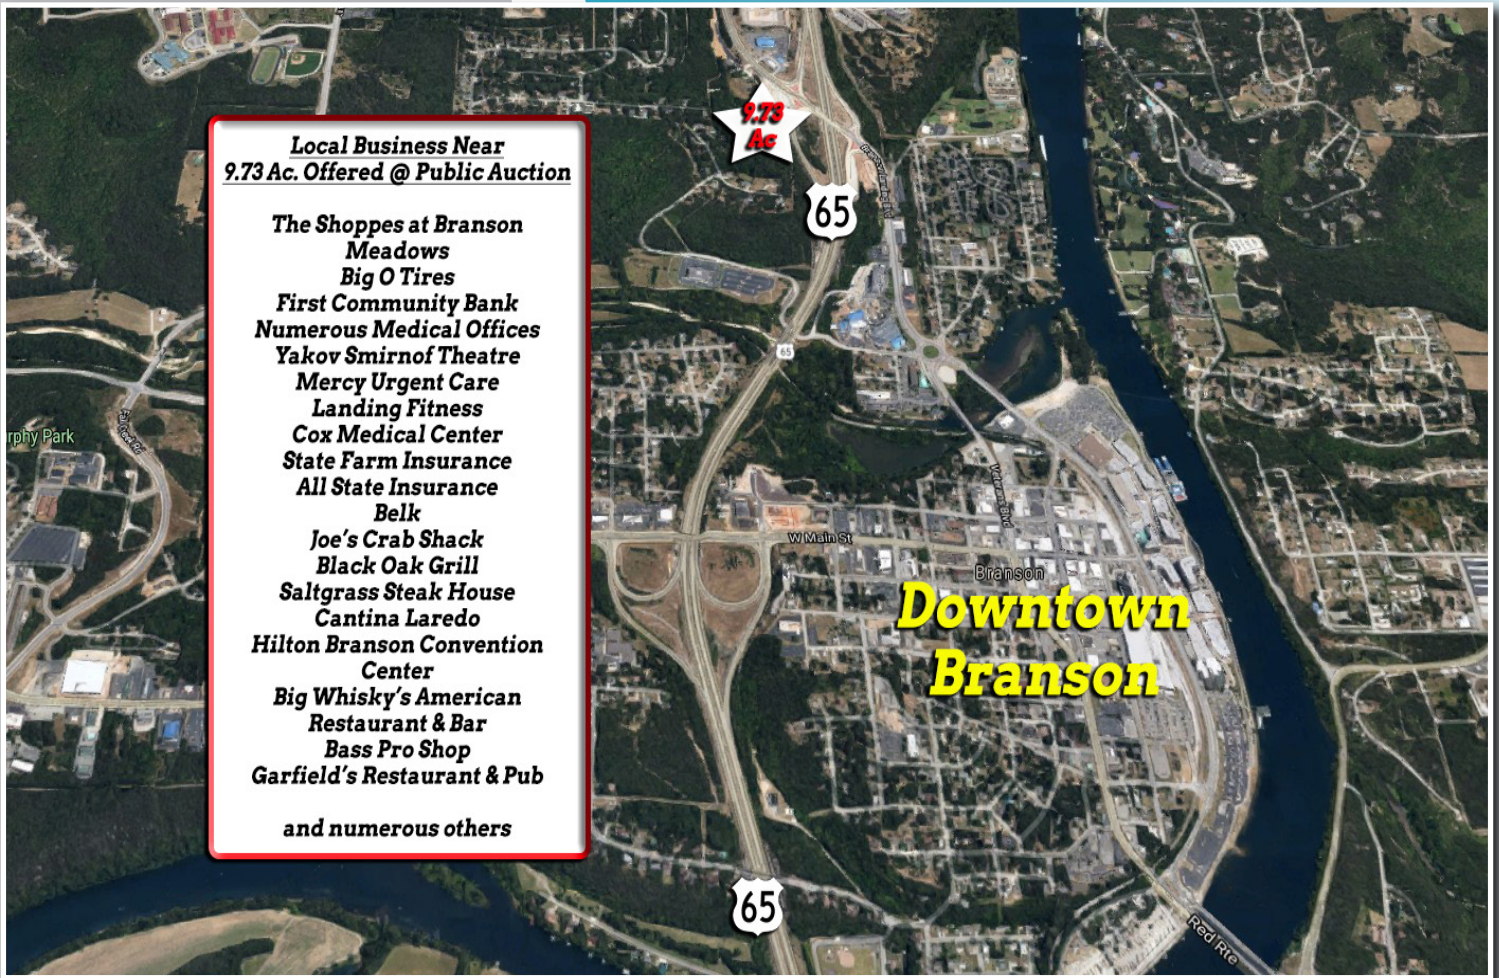 Local Business Near
9.73 Ac. Offered @ Public Auction
The Shoppes at Branson
Meadows
Big O Tires
First Community Bank
Numerous Medical Offices
Yakov Smirnof Theatre
Mercy Urgent Care
Landing Fitness
Cox Medical Center
State Farm Insurance
All State Insurance
Belk
Joe's Crab Shack
Black Oak Grill
Saltgrass Steak House
Cantina Laredo
Hilton Branson Convention
Center
Big Whisky's American
Restaurant & Bar
Bass Pro Shop
Garfield's Restaurant & Pub
and numerous others
9.73
Ac
65
65
W Main St
Veterans Blvd
Branson
Downtown
Branson
65
Red Rte
Fall Creek Rd
rphy Park